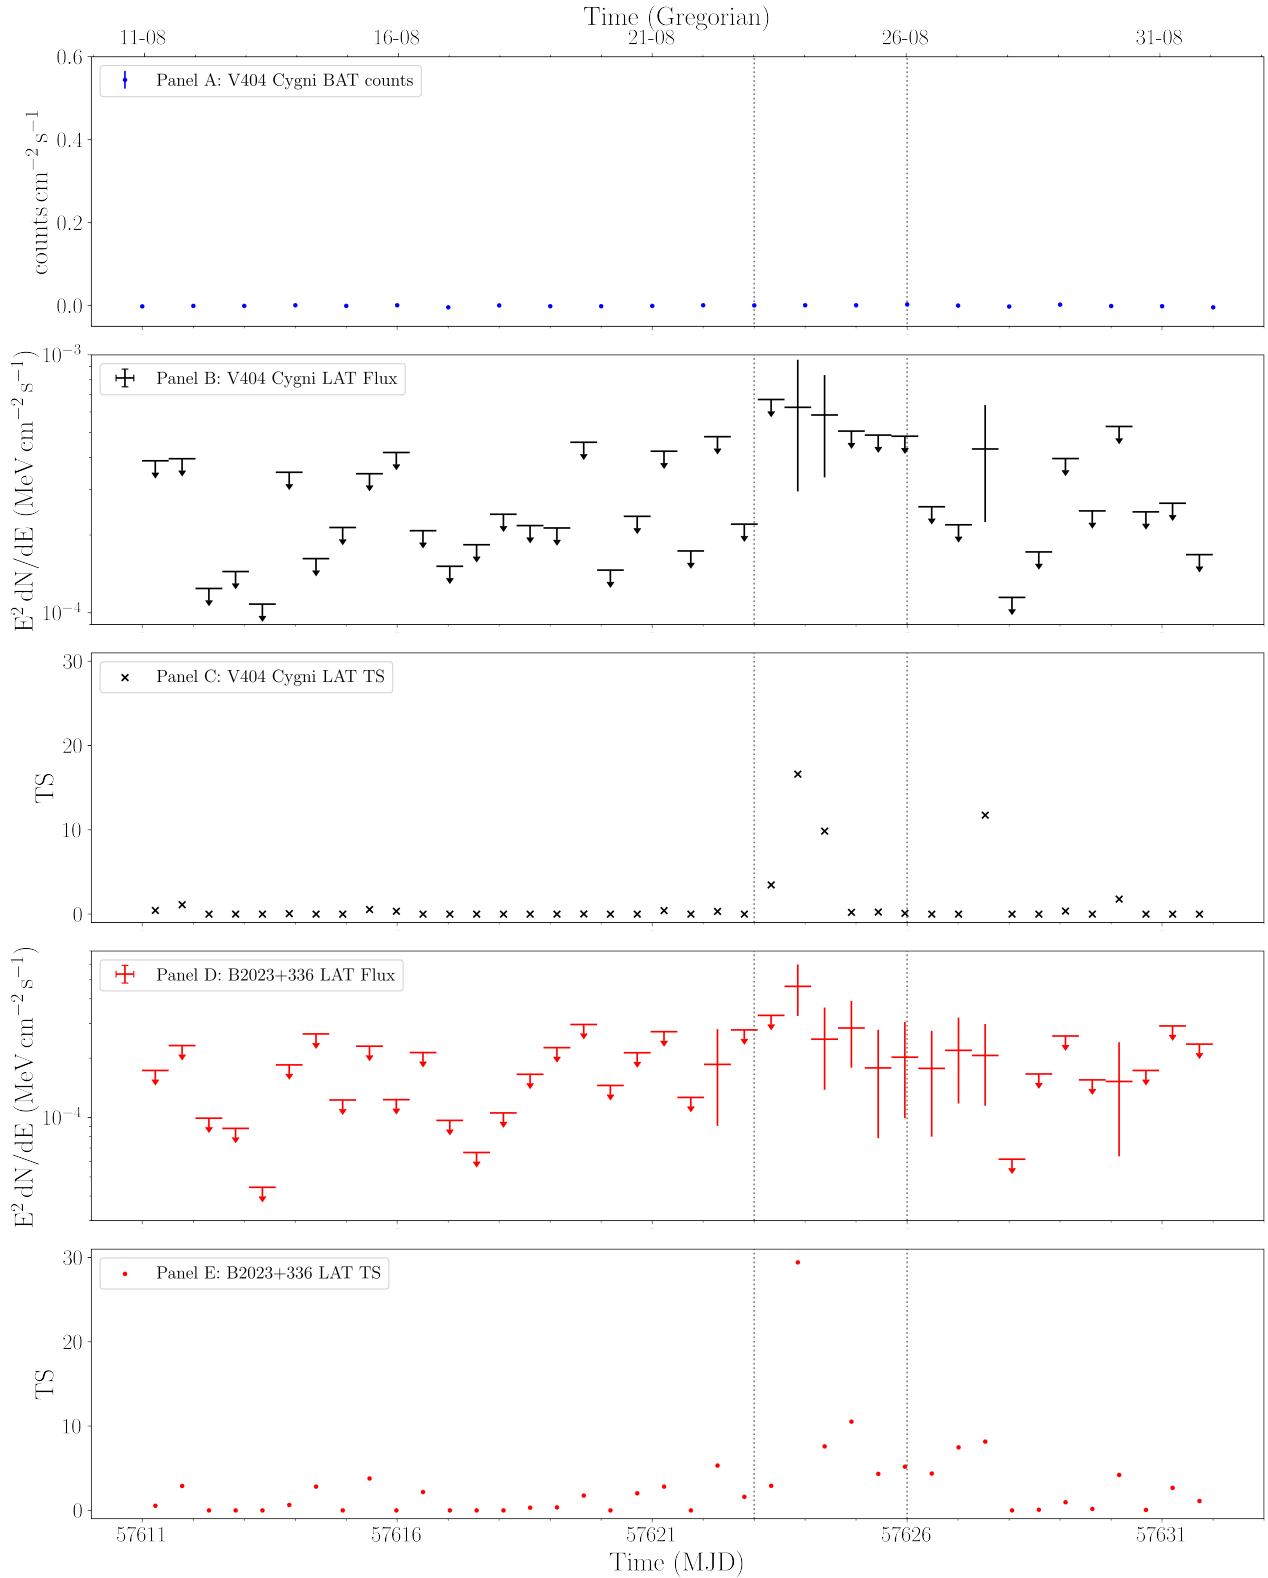 Time (Gregorian)
11-08 16-08 21-08 26-08 31-08
Panel A: V404 Cygni BAT counts
counts cm⁻² s⁻¹
0.6
0.4
0.2
0.0
Panel B: V404 Cygni LAT Flux
E² dN/dE (MeV cm⁻² s⁻¹)
10⁻³
10⁻⁴
Panel C: V404 Cygni LAT TS
TS
30
20
10
0
Panel D: B2023+336 LAT Flux
E² dN/dE (MeV cm⁻² s⁻¹)
10⁻⁴
Panel E: B2023+336 LAT TS
TS
30
20
10
0
57611 57616 57621 57626 57631
Time (MJD)